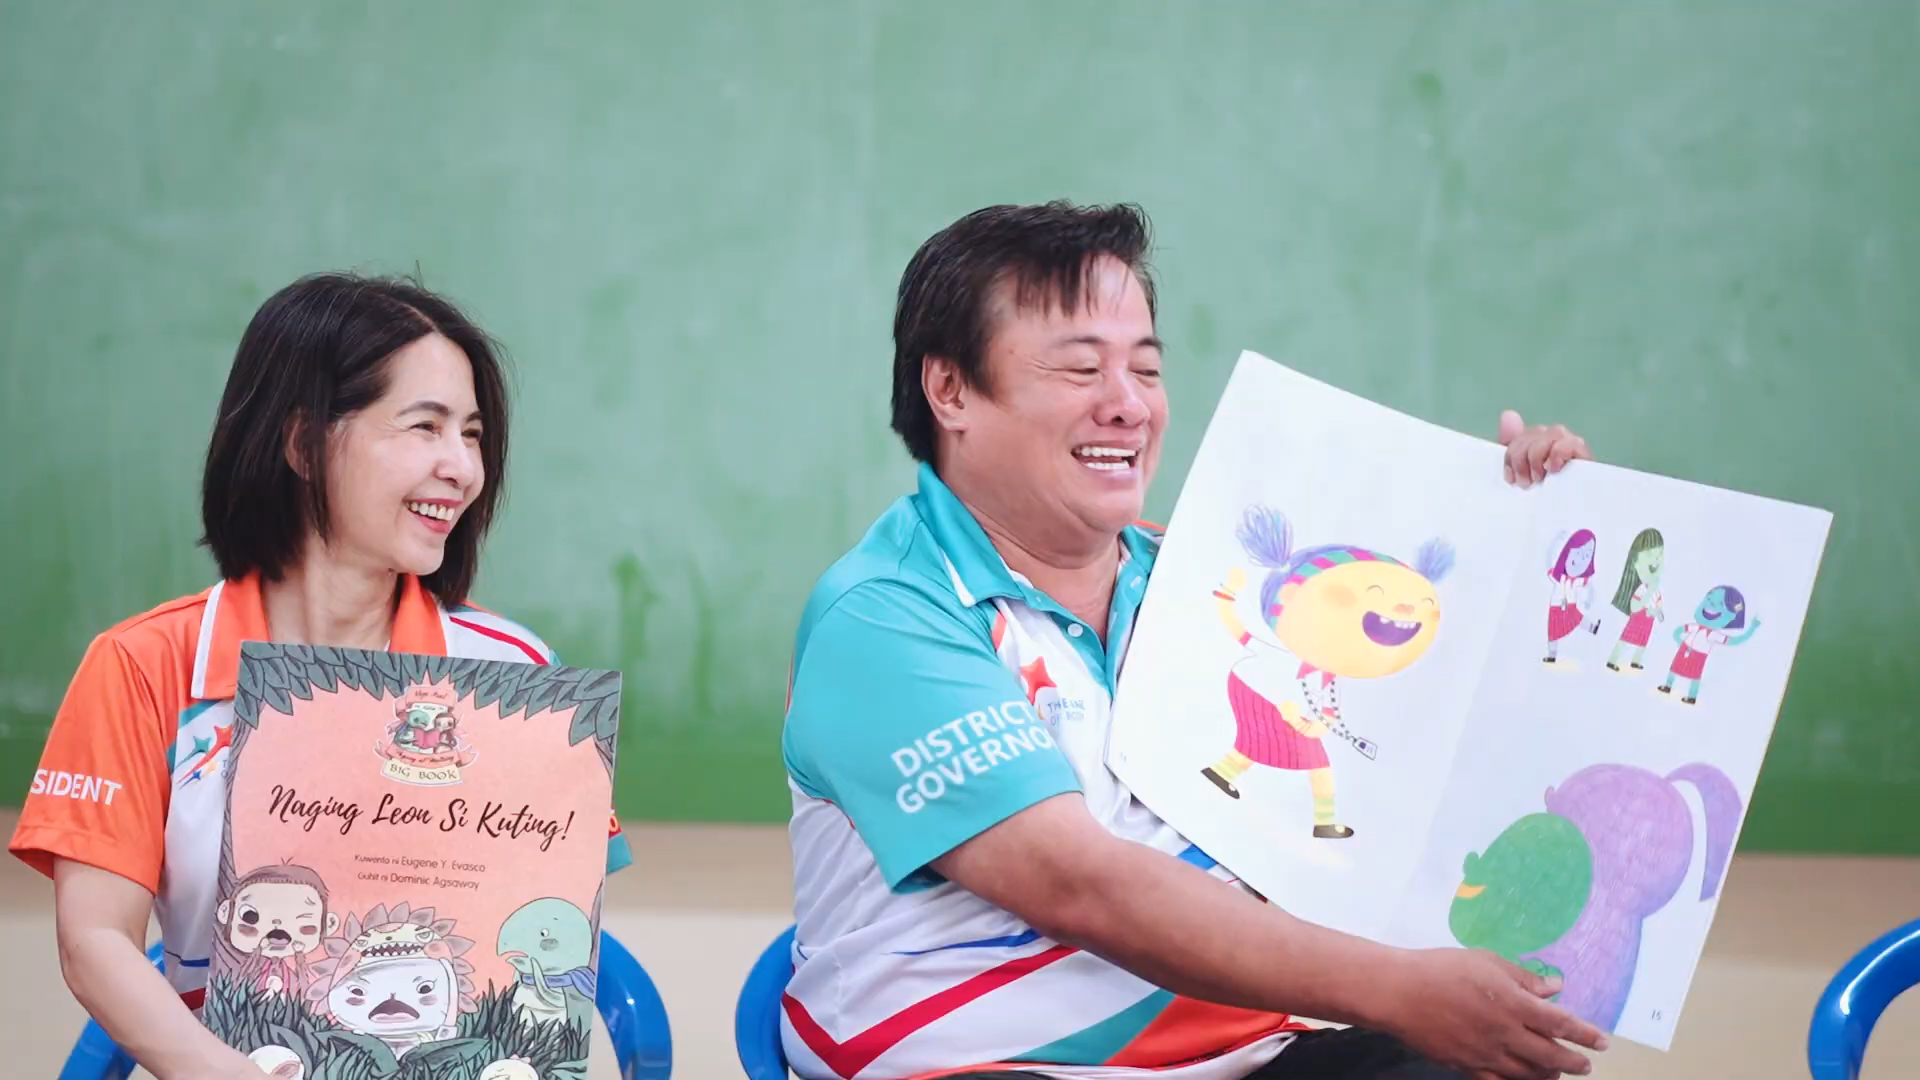 SIDENT
BIG BOOK
Naging Leon Si Kuting!
Kuwento ni Eugene Y. Evasco
Guhit ni Dominic Agsaway
DISTRICT
GOVERNO
15